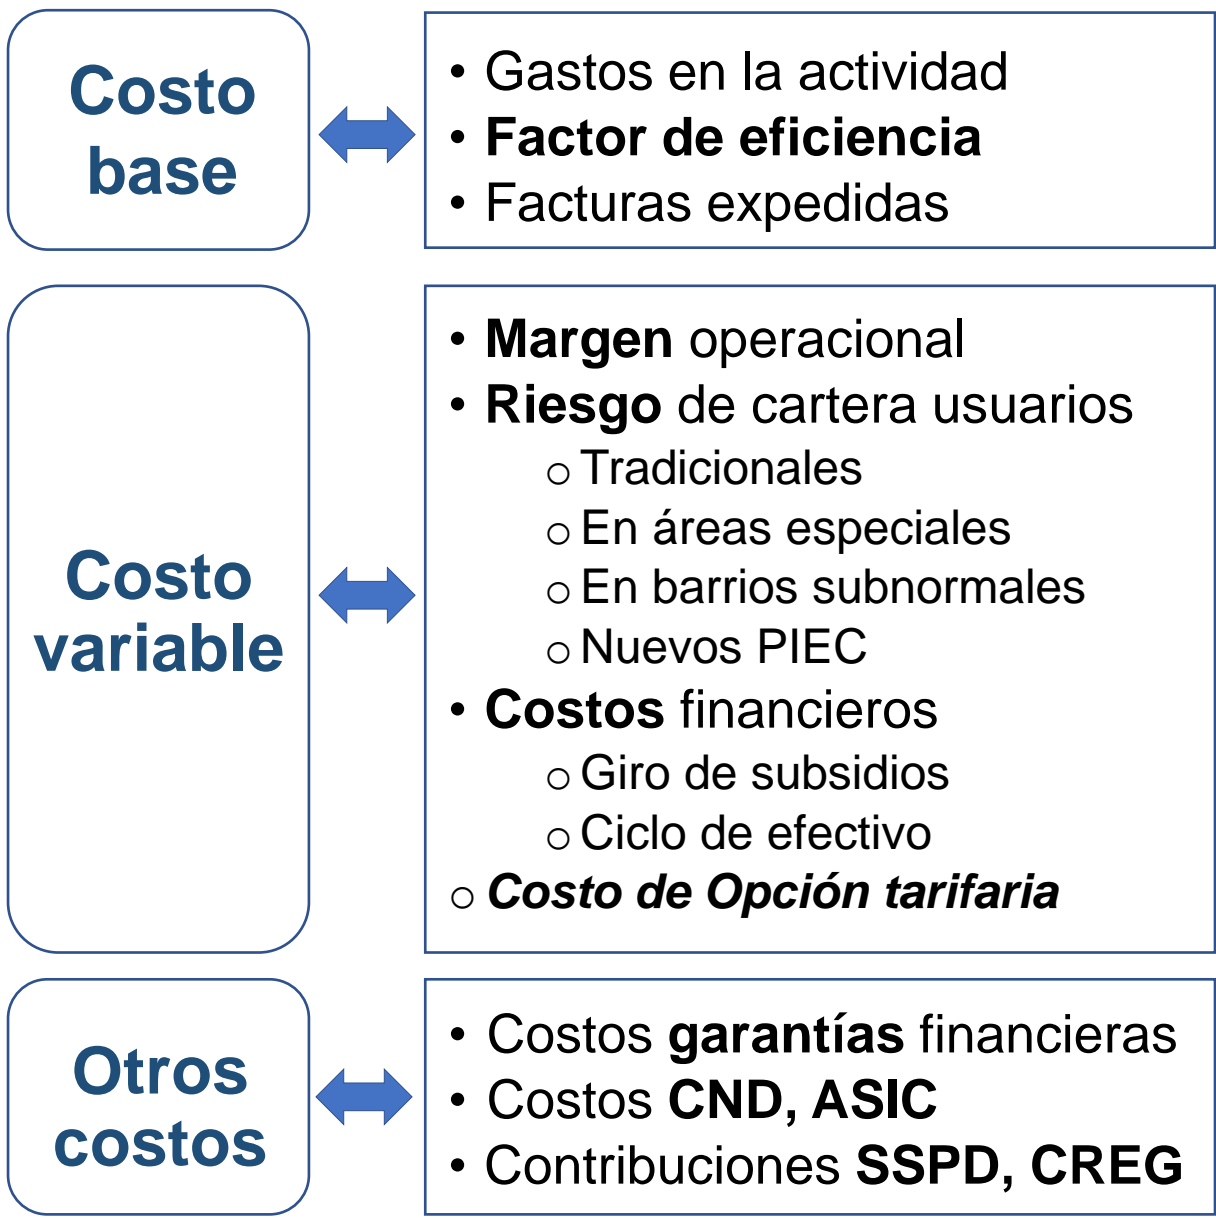 Costo
base
• Gastos en la actividad
• Factor de eficiencia
• Facturas expedidas
Costo
variable
• Margen operacional
• Riesgo de cartera usuarios
o Tradicionales
o En áreas especiales
o En barrios subnormales
o Nuevos PIEC
• Costos financieros
o Giro de subsidios
o Ciclo de efectivo
o Costo de Opción tarifaria
Otros
costos
• Costos garantías financieras
• Costos CND, ASIC
• Contribuciones SSPD, CREG